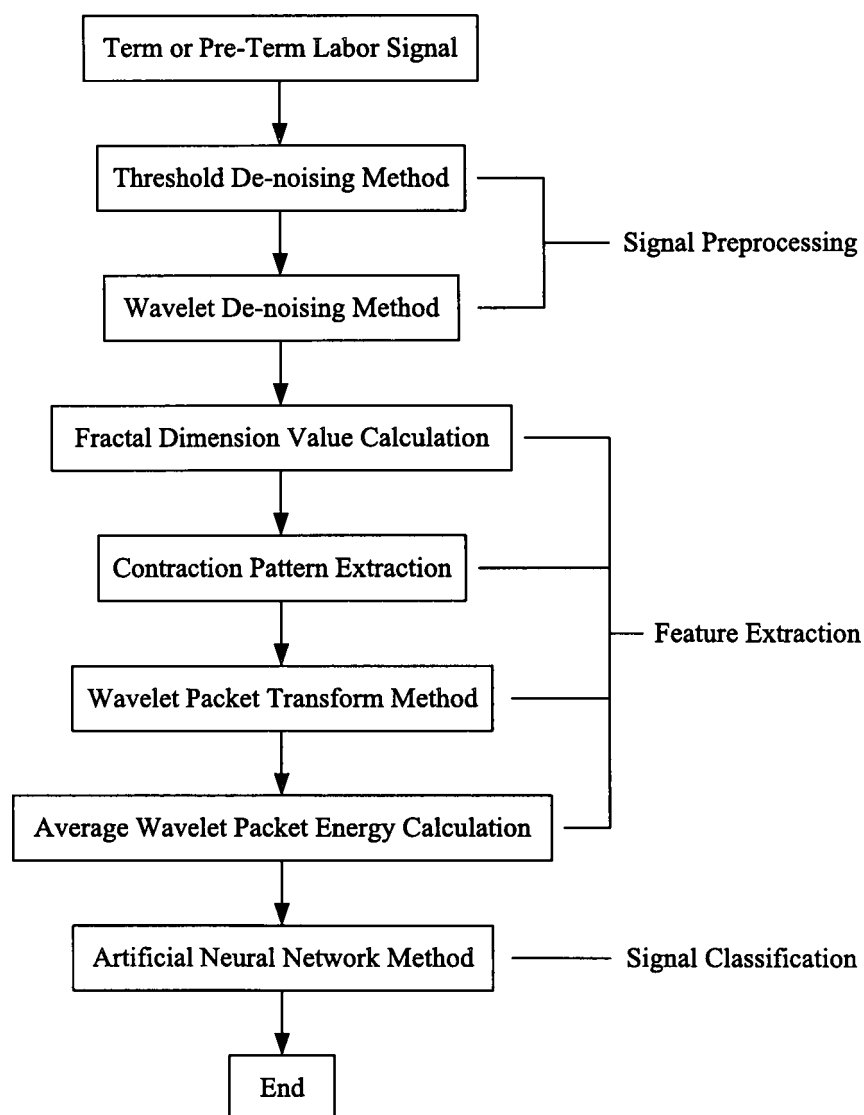 Term or Pre-Term Labor Signal
Threshold De-noising Method
Signal Preprocessing
Wavelet De-noising Method
Fractal Dimension Value Calculation
Contraction Pattern Extraction
Feature Extraction
Wavelet Packet Transform Method
Average Wavelet Packet Energy Calculation
Artificial Neural Network Method
Signal Classification
End